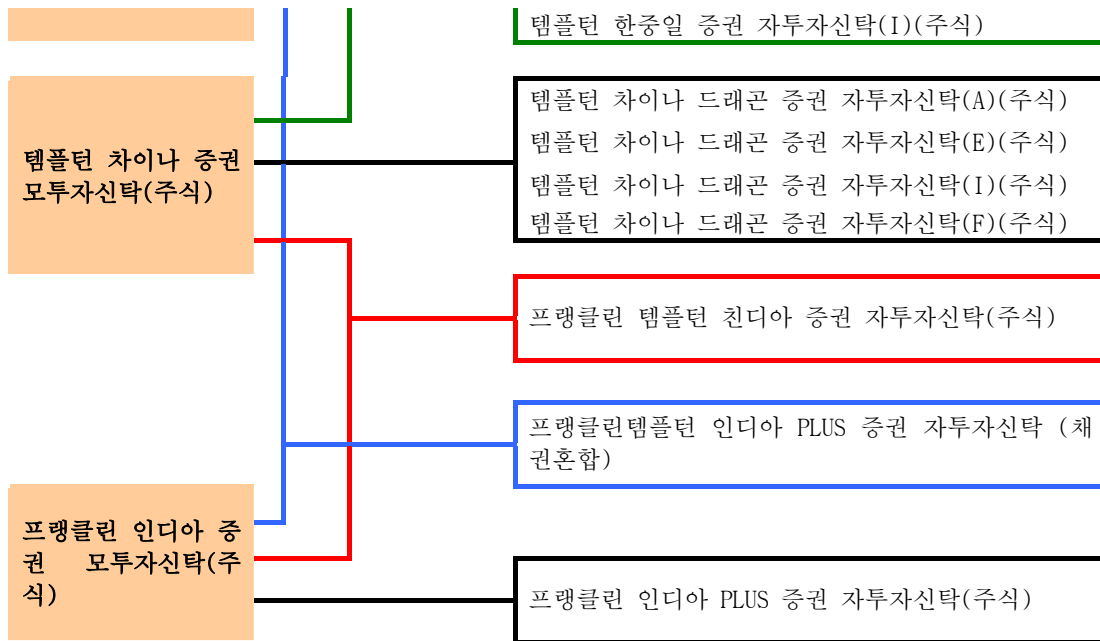 템플턴 한중일 증권 자투자신탁(I)(주식)
템플턴 차이나 증권
모투자신탁(주식)
템플턴 차이나 드래곤 증권 자투자신탁(A)(주식)
템플턴 차이나 드래곤 증권 자투자신탁(E)(주식)
템플턴 차이나 드래곤 증권 자투자신탁(I)(주식)
템플턴 차이나 드래곤 증권 자투자신탁(F)(주식)
프랭클린 템플턴 친디아 증권 자투자신탁(주식)
프랭클린템플턴 인디아 PLUS 증권 자투자신탁 (채
권혼합)
프랭클린 인디아 증
권 모투자신탁(주
식)
프랭클린 인디아 PLUS 증권 자투자신탁(주식)